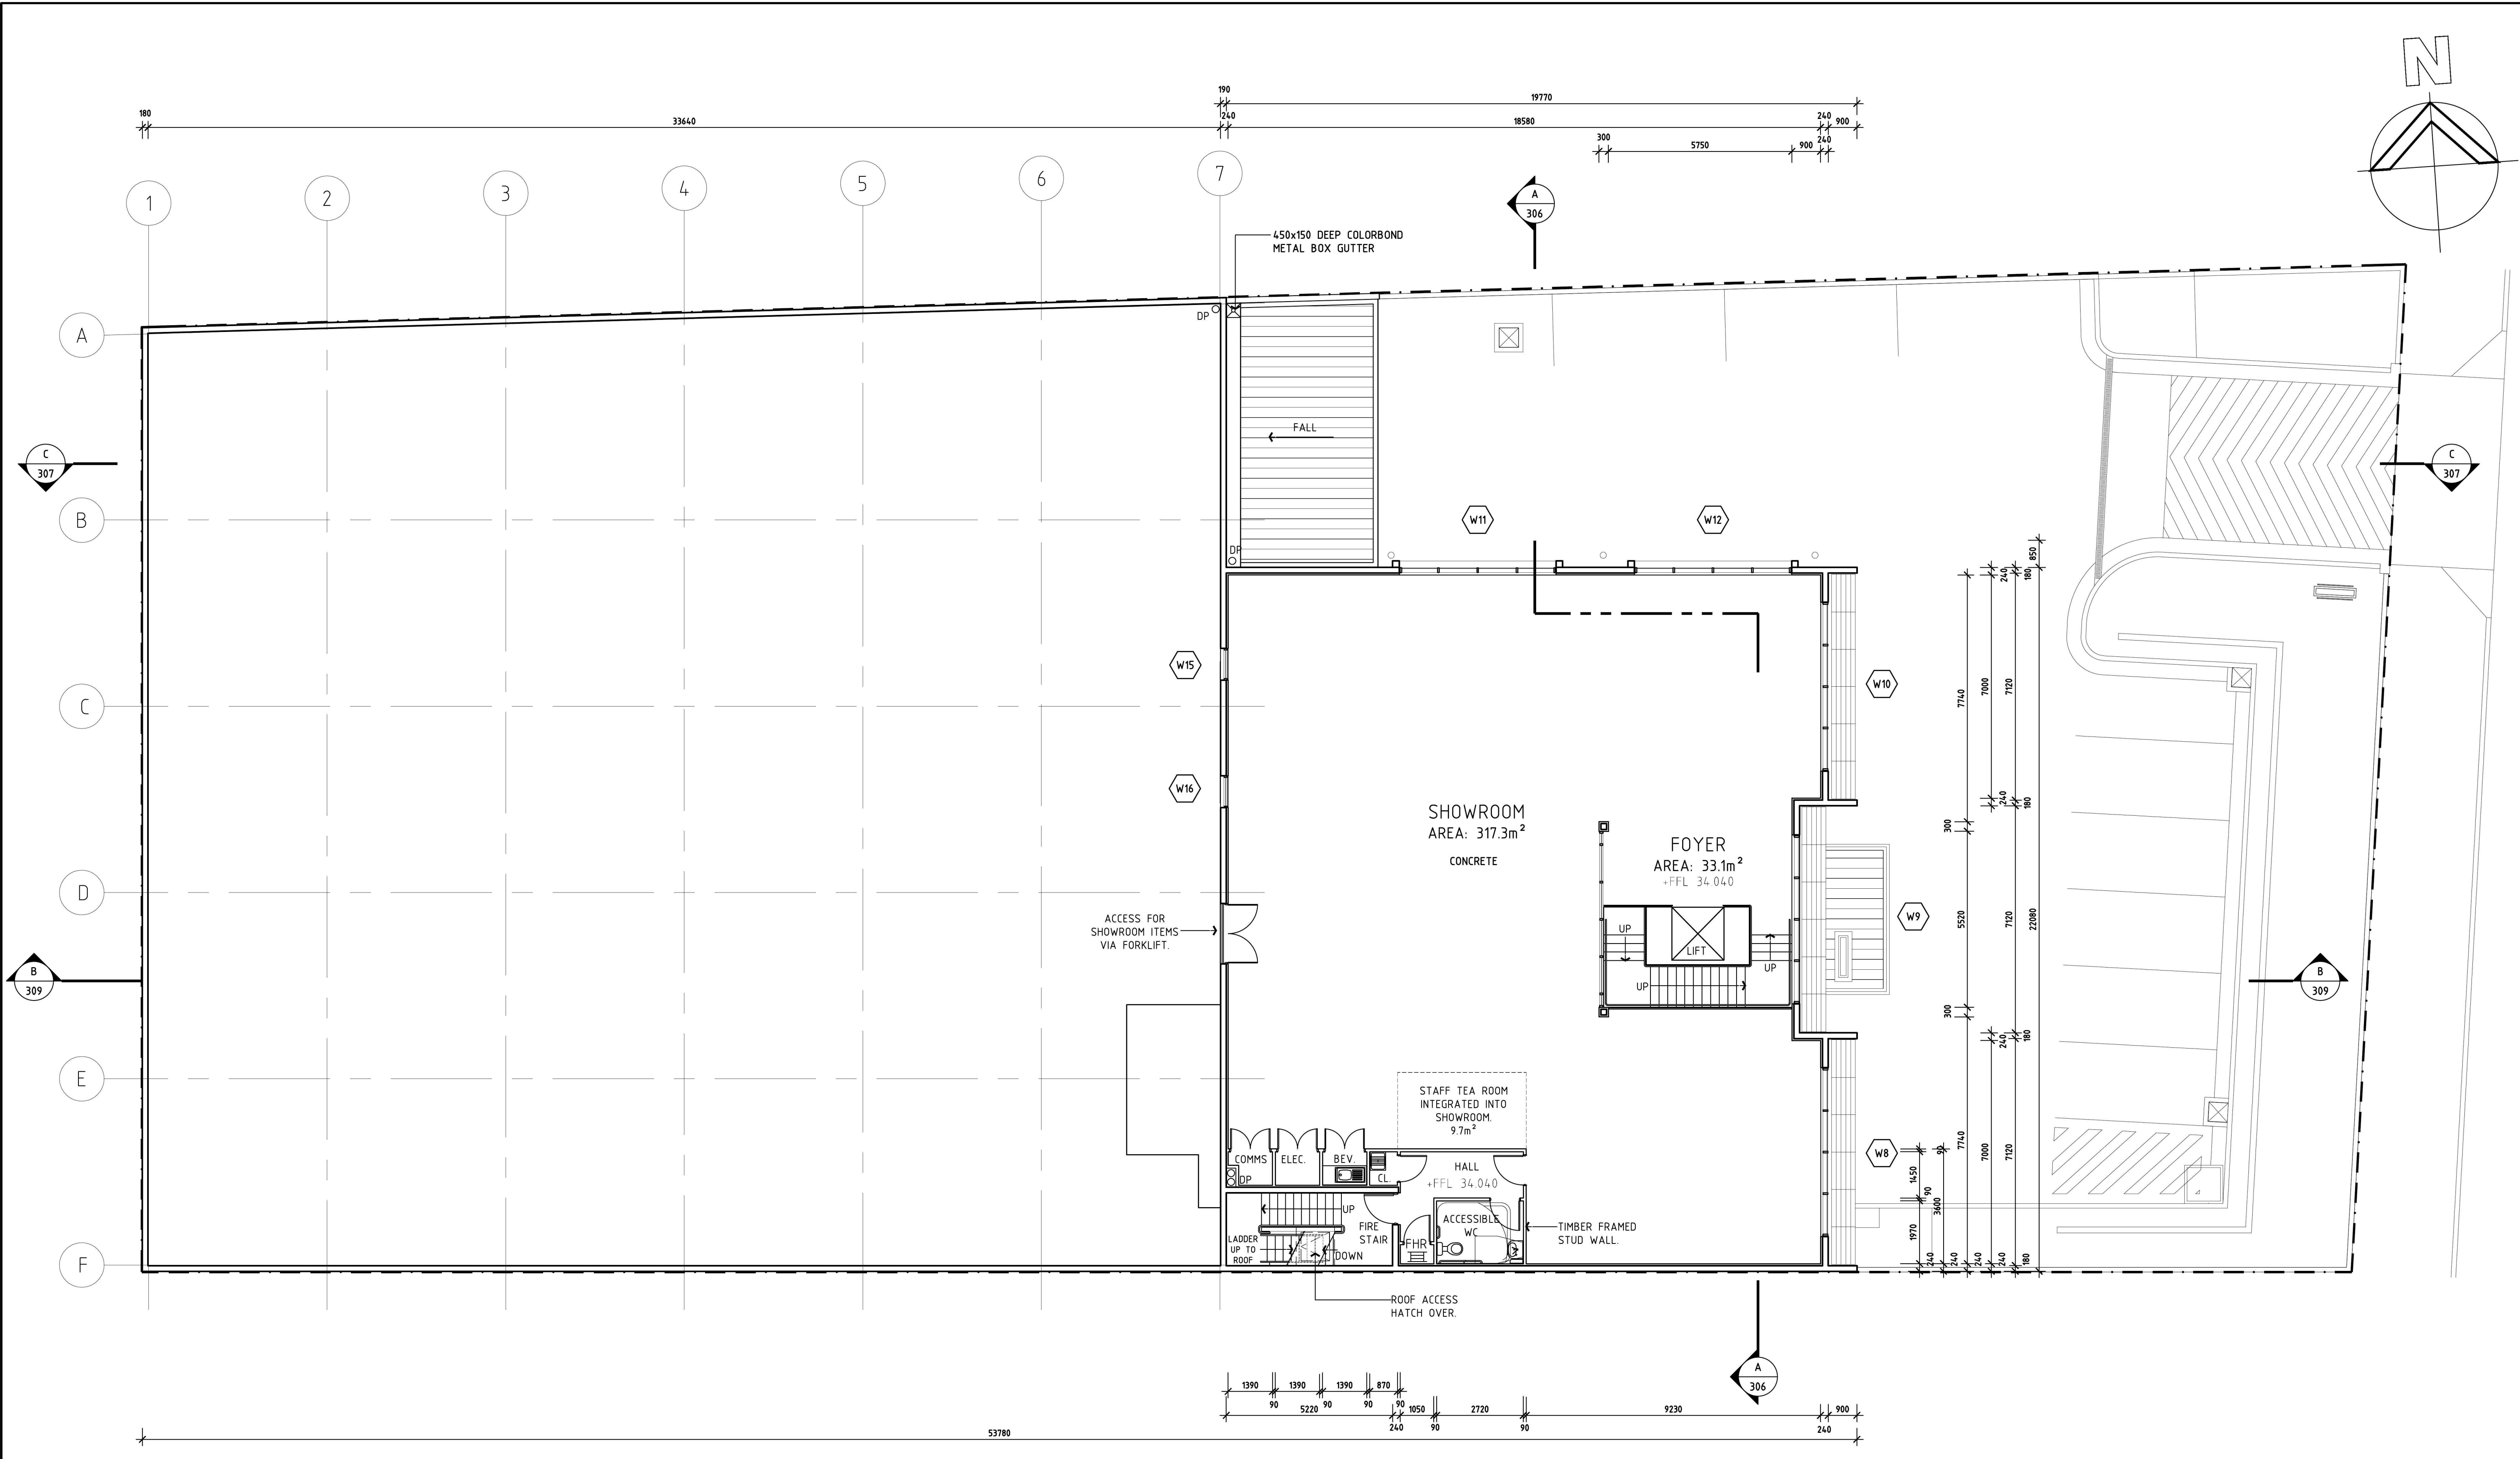 N
180
33640
190
240
19770
18580
240
900
300
5750
900
240
1
2
3
4
5
6
7
A
306
450x150 DEEP COLORBOND
METAL BOX GUTTER
A
B
C
D
E
F
DP
FALL
C
307
C
307
DP
W11
W12
W15
W16
W10
W9
W8
SHOWROOM
AREA: 317.3m²
CONCRETE
FOYER
AREA: 33.1m²
+FFL 34.040
ACCESS FOR
SHOWROOM ITEMS
VIA FORKLIFT.
UP
LIFT
UP
UP
B
309
B
309
STAFF TEA ROOM
INTEGRATED INTO
SHOWROOM.
9.7m²
COMMS
ELEC.
BEV.
CL.
DP
HALL
+FFL 34.040
UP
FIRE
STAIR
FHR
ACCESSIBLE
WC
LADDER
UP TO
ROOF
DOWN
TIMBER FRAMED
STUD WALL.
ROOF ACCESS
HATCH OVER.
850
240
180
7740
7000
7120
240
180
300
5520
7120
22080
300
240
180
7740
7000
7120
1450
90
90
3600
1970
240
240
240
240
180
A
306
1390
1390
1390
870
90
90
90
90
5220
1050
2720
9230
900
240
90
90
240
53780